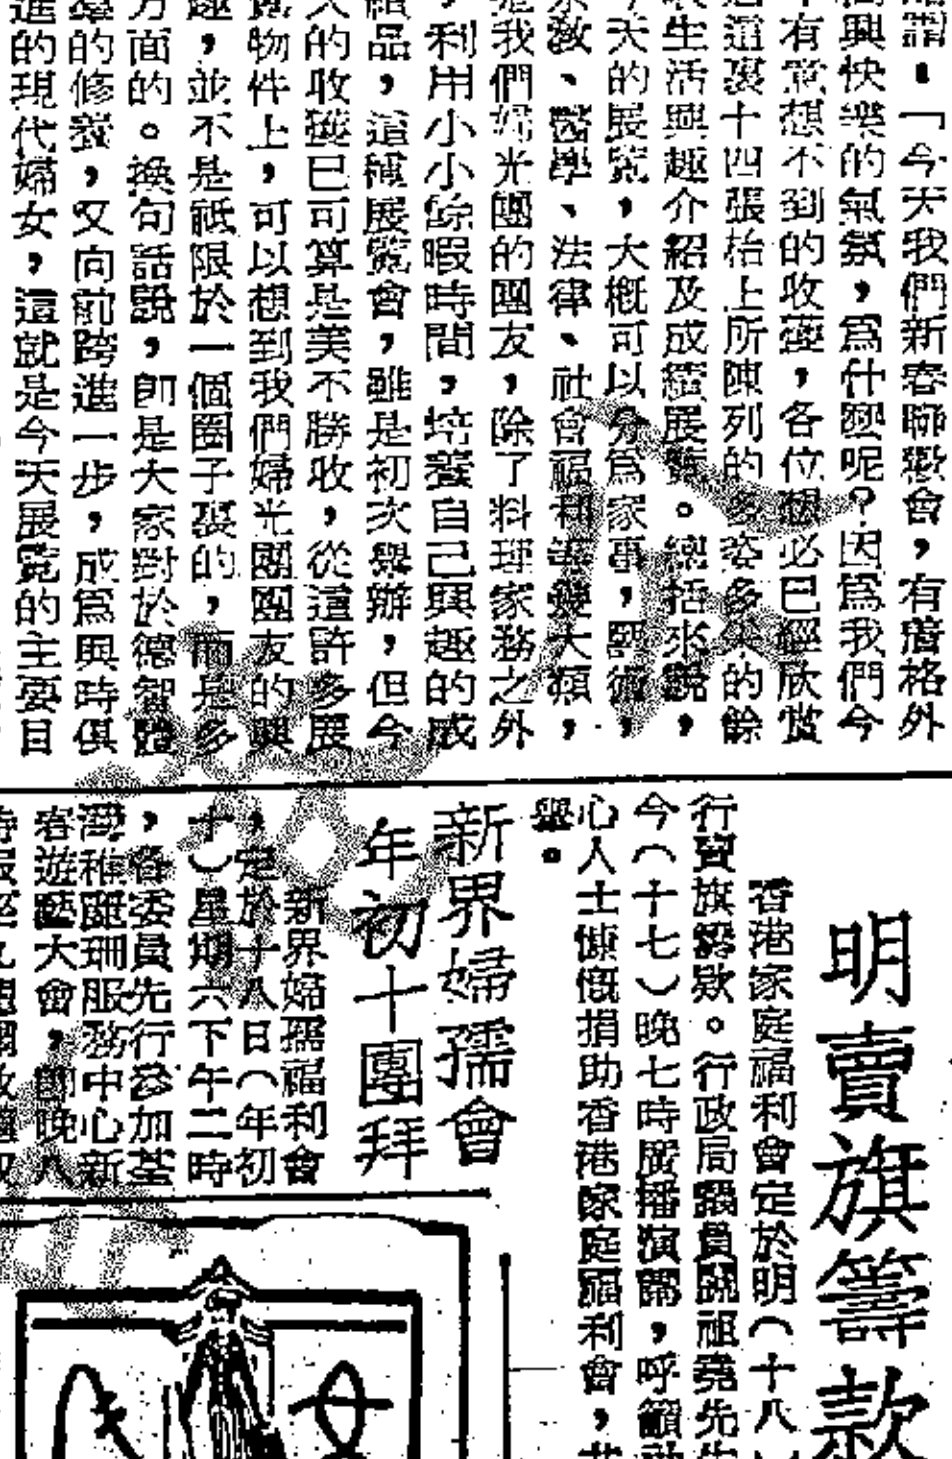 謂。「今天我們新春聯歡會，有着格外
興快樂的氣氛，爲什麽呢？因爲我們今
有意想不到的收穫，各位想必已經欣賞
這裏十四張枱上所陳列的多姿多采的餘
生活興趣介紹及成績展覽。總括來說，
天的展覽，大概可以分爲家事，藝術，
教、醫學、法律、社會福利等幾大類，
我們婦光團的團友，除了料理家務之外
，利用小小餘暇時間，培養自己興趣的成
績品，這種展覽會，雖是初次舉辦，但今
的收穫已可算是美不勝收，從這許多展
覽物件上，可以想到我們婦光團團友的興
趣，並不是祇限於一個圈子裏的，而是多
方面的。換句話說，即是大家對於德智體
羣的修養，又向前跨進一步，成爲與時俱
進的現代婦女，這就是今天展覽的主要目
明賣旗籌款
香港家庭福利會定於明（十八
行賣旗籌款。行政局議員關祖堯先生
今（十七）晚七時廣播演講，呼籲
心人士慷慨捐助香港家庭福利會，
舉。
新界婦孺會
年初十團拜
新界婦孺福利會
，定於十八日（年初
十）星期六下午二時
，各委員先行參加荃
灣雅麗珊服務中心新
春遊藝大會，即晚八
女